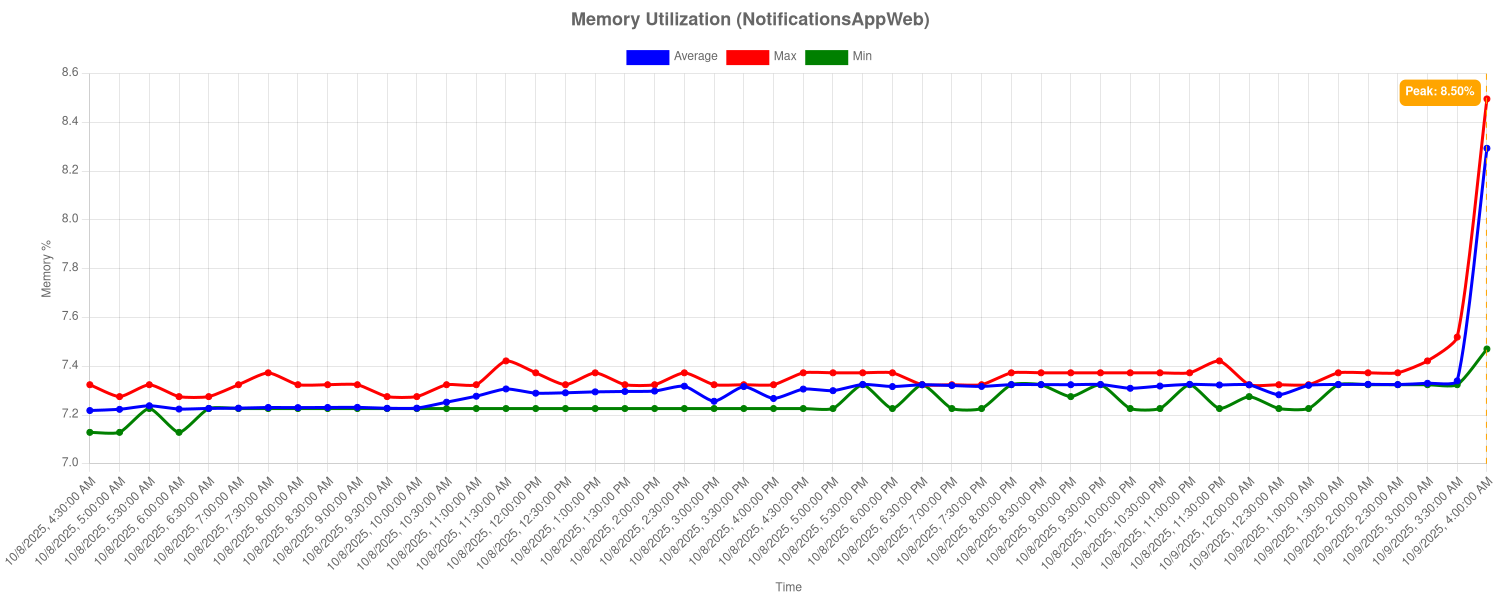 Memory Utilization (NotificationsAppWeb)
Average Max Min
Peak: 8.50%
8.6
8.4
8.2
8.0
7.8
7.6
7.4
7.2
7.0
Memory %
10/8/2025, 4:30:00 AM
10/8/2025, 5:00:00 AM
10/8/2025, 5:30:00 AM
10/8/2025, 6:00:00 AM
10/8/2025, 6:30:00 AM
10/8/2025, 7:00:00 AM
10/8/2025, 7:30:00 AM
10/8/2025, 8:00:00 AM
10/8/2025, 8:30:00 AM
10/8/2025, 9:00:00 AM
10/8/2025, 9:30:00 AM
10/8/2025, 10:00:00 AM
10/8/2025, 10:30:00 AM
10/8/2025, 11:00:00 AM
10/8/2025, 11:30:00 AM
10/8/2025, 12:00:00 PM
10/8/2025, 12:30:00 PM
10/8/2025, 1:00:00 PM
10/8/2025, 1:30:00 PM
10/8/2025, 2:00:00 PM
10/8/2025, 2:30:00 PM
10/8/2025, 3:00:00 PM
10/8/2025, 3:30:00 PM
10/8/2025, 4:00:00 PM
10/8/2025, 4:30:00 PM
10/8/2025, 5:00:00 PM
10/8/2025, 5:30:00 PM
10/8/2025, 6:00:00 PM
10/8/2025, 6:30:00 PM
10/8/2025, 7:00:00 PM
10/8/2025, 7:30:00 PM
10/8/2025, 8:00:00 PM
10/8/2025, 8:30:00 PM
10/8/2025, 9:00:00 PM
10/8/2025, 9:30:00 PM
10/8/2025, 10:00:00 PM
10/8/2025, 10:30:00 PM
10/8/2025, 11:00:00 PM
10/8/2025, 11:30:00 PM
10/9/2025, 12:00:00 AM
10/9/2025, 12:30:00 AM
10/9/2025, 1:00:00 AM
10/9/2025, 1:30:00 AM
10/9/2025, 2:00:00 AM
10/9/2025, 2:30:00 AM
10/9/2025, 3:00:00 AM
10/9/2025, 3:30:00 AM
10/9/2025, 4:00:00 AM
Time